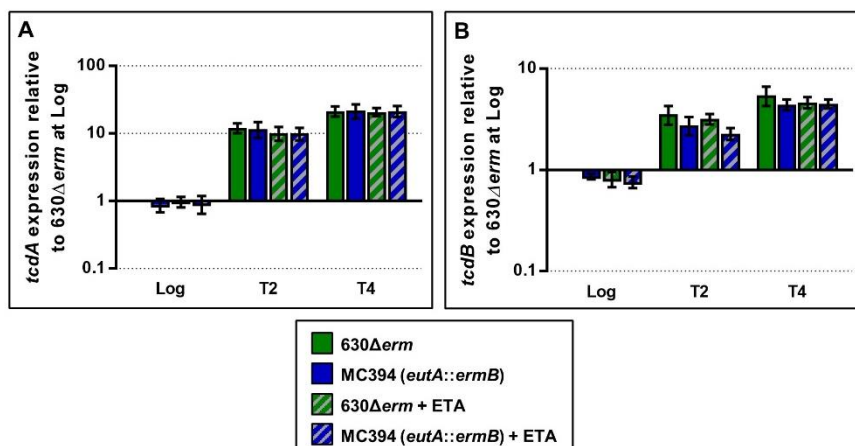 A
tcdA expression relative
to 630Δerm at Log
100
10
1
0.1
Log T2 T4
B
tcdB expression relative
to 630Δerm at Log
10
1
0.1
Log T2 T4
630Δerm
MC394 (eutA::ermB)
630Δerm + ETA
MC394 (eutA::ermB) + ETA